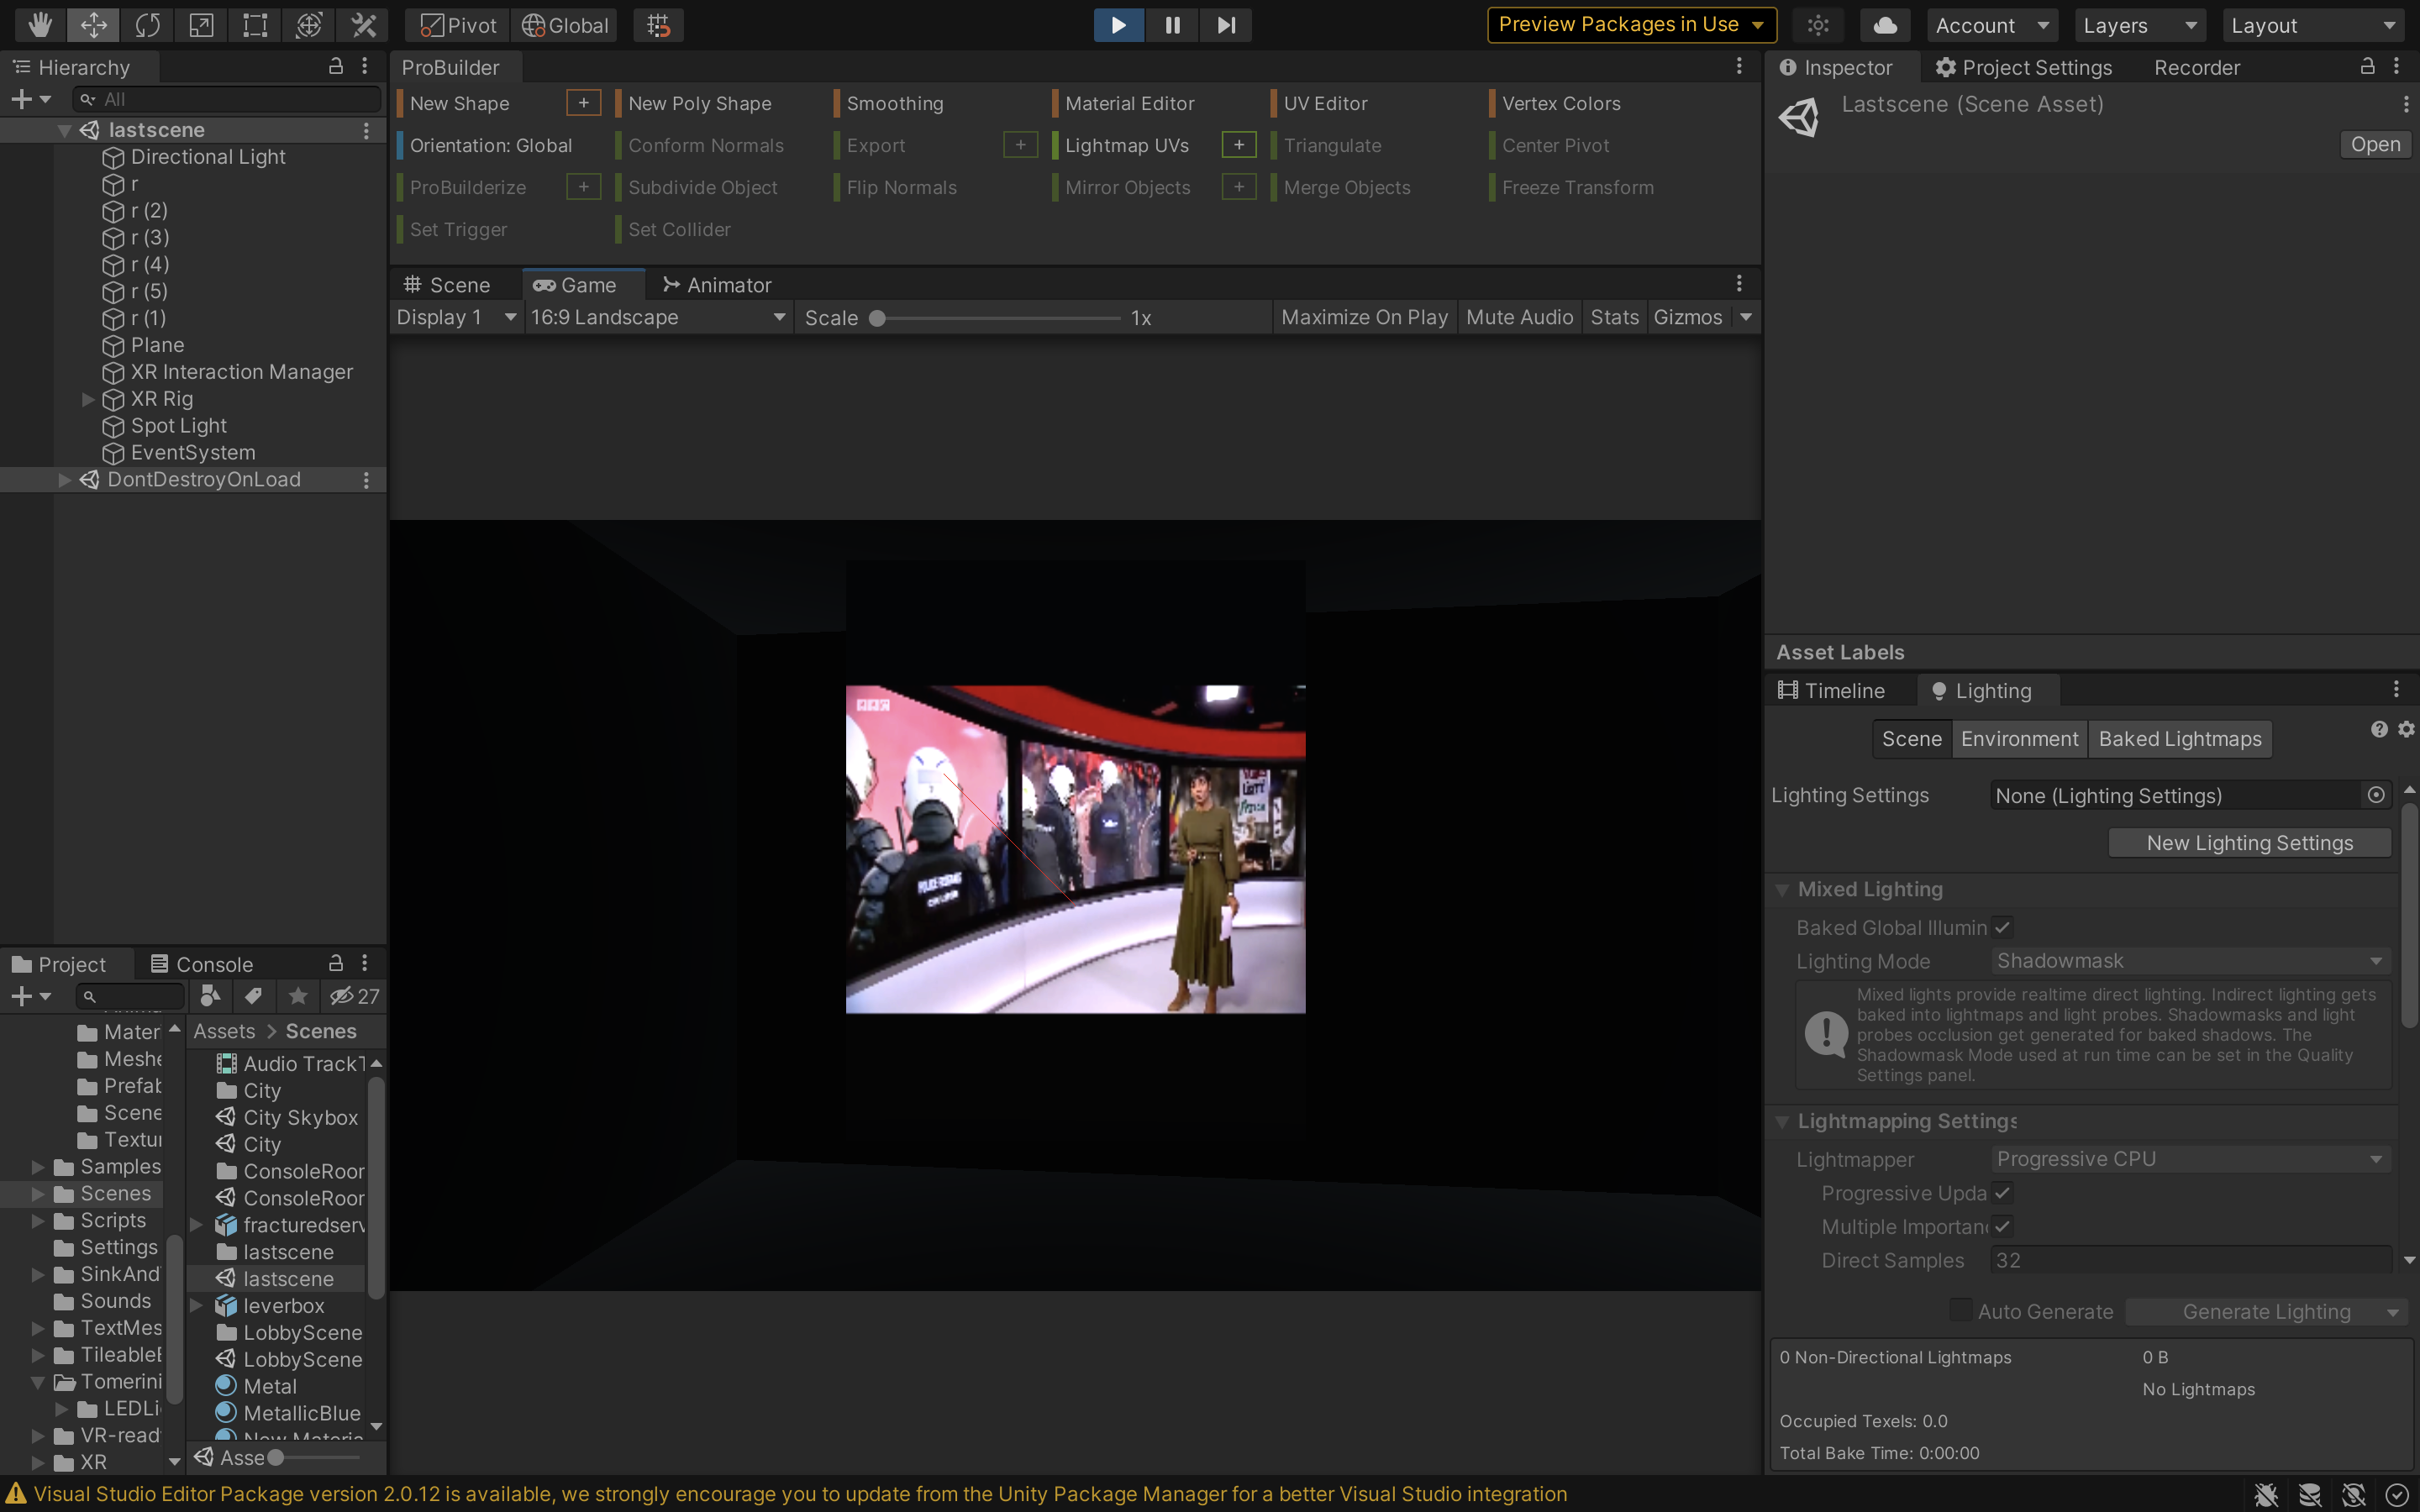 Pivot Global Preview Packages in Use Account Layers Layout
Hierarchy
All
lastscene
Directional Light
r
r (2)
r (3)
r (4)
r (5)
r (1)
Plane
XR Interaction Manager
XR Rig
Spot Light
EventSystem
DontDestroyOnLoad
ProBuilder
New Shape + New Poly Shape Smoothing Material Editor UV Editor Vertex Colors
Orientation: Global Conform Normals Export + Lightmap UVs + Triangulate Center Pivot
ProBuilderize + Subdivide Object Flip Normals Mirror Objects + Merge Objects Freeze Transform
Set Trigger Set Collider
Scene Game Animator
Display 1 16:9 Landscape Scale 1x Maximize On Play Mute Audio Stats Gizmos
BBC
Inspector Project Settings Recorder
Lastscene (Scene Asset)
Open
Asset Labels
Timeline Lighting
Scene Environment Baked Lightmaps
Lighting Settings None (Lighting Settings)
New Lighting Settings
Mixed Lighting
Baked Global Illumin
Lighting Mode Shadowmask
Mixed lights provide realtime direct lighting. Indirect lighting gets
baked into lightmaps and light probes. Shadowmasks and light
probes occlusion get generated for baked shadows. The
Shadowmask Mode used at run time can be set in the Quality
Settings panel.
Lightmapping Settings
Lightmapper Progressive CPU
Progressive Upda
Multiple Importanc
Direct Samples 32
Auto Generate Generate Lighting
0 Non-Directional Lightmaps 0 B
No Lightmaps
Occupied Texels: 0.0
Total Bake Time: 0:00:00
Project Console
27
Materi
Meshe
Prefab
Scene
Textur
Samples
Scenes
Scripts
Settings
SinkAnd
Sounds
TextMes
TileableB
Tomerini
LEDLi
VR-read
XR
Assets > Scenes
Audio TrackT
City
City Skybox
City
ConsoleRoor
ConsoleRoor
fracturedserv
lastscene
lastscene
leverbox
LobbyScene
LobbyScene
Metal
MetallicBlue
New Materia
Asse
Visual Studio Editor Package version 2.0.12 is available, we strongly encourage you to update from the Unity Package Manager for a better Visual Studio integration